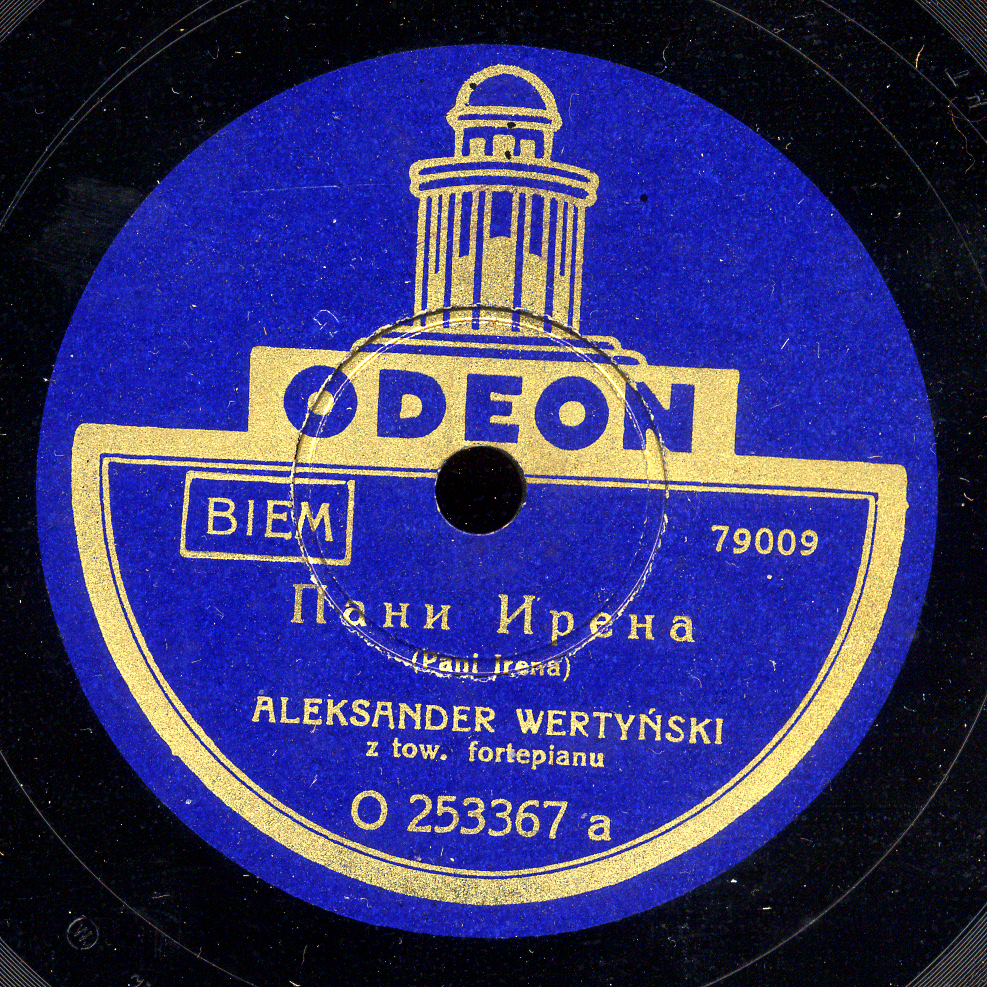 ODEON
BIEM
79009
Пани Ирена
(Pani Irena)
ALEKSANDER WERTYŃSKI
z tow. fortepianu
O 253367 a